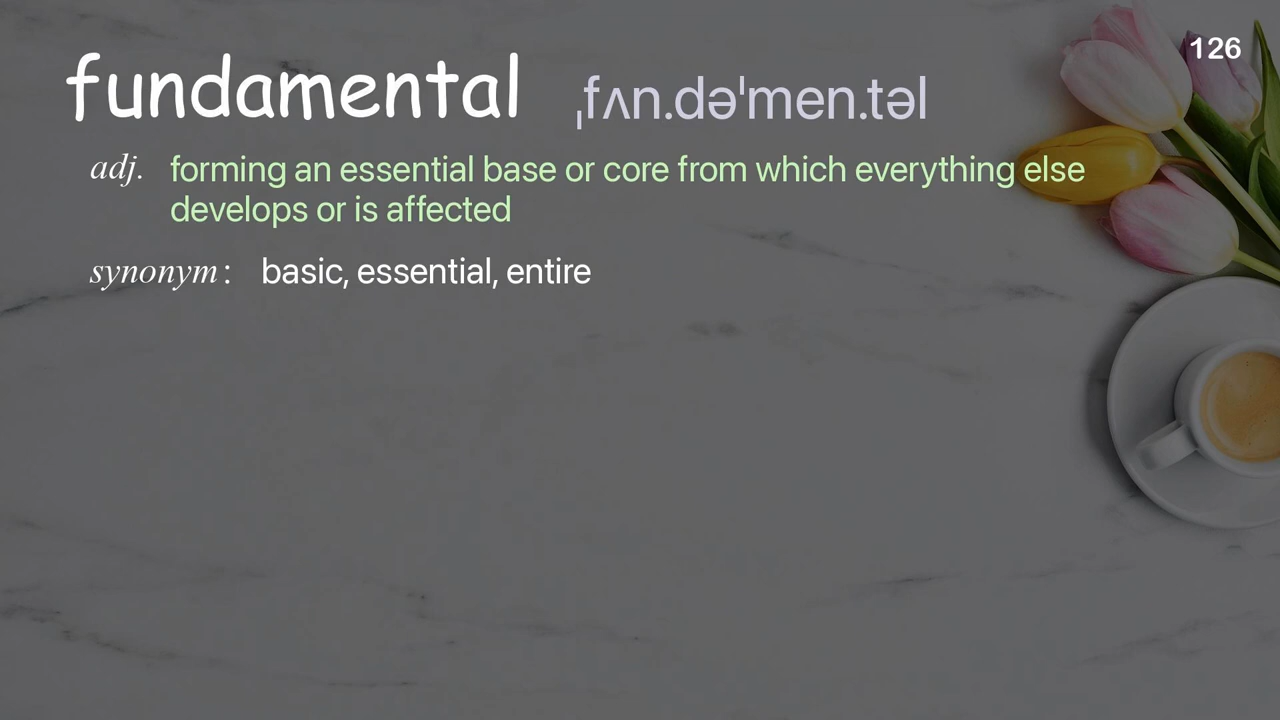 126
fundamental ˌfʌn.dəˈmen.təl
adj. forming an essential base or core from which everything else
develops or is affected
synonym: basic, essential, entire